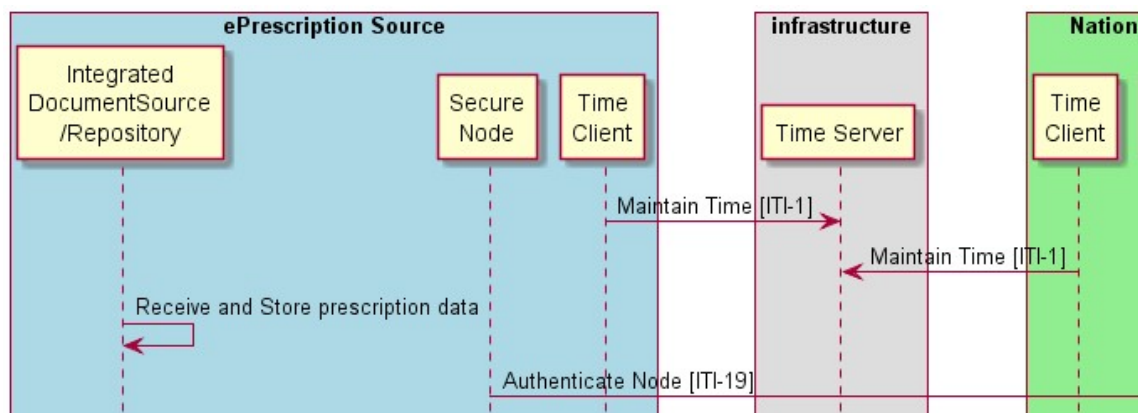 ePrescription Source
infrastructure
Nation
Integrated
DocumentSource
/Repository
Secure
Node
Time
Client
Time Server
Time
Client
Maintain Time [ITI-1]
Maintain Time [ITI-1]
Receive and Store prescription data
Authenticate Node [ITI-19]